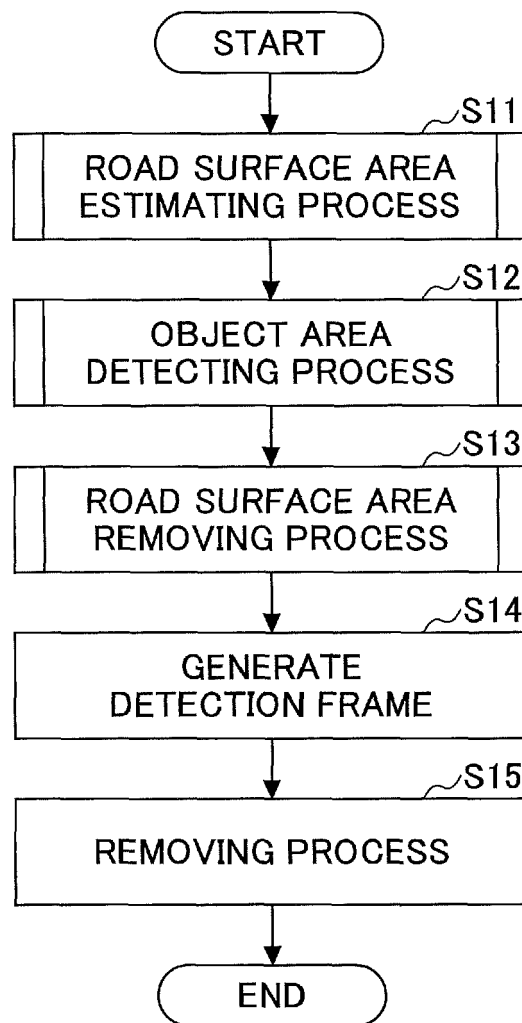 START
S11
ROAD SURFACE AREA
ESTIMATING PROCESS
S12
OBJECT AREA
DETECTING PROCESS
S13
ROAD SURFACE AREA
REMOVING PROCESS
S14
GENERATE
DETECTION FRAME
S15
REMOVING PROCESS
END